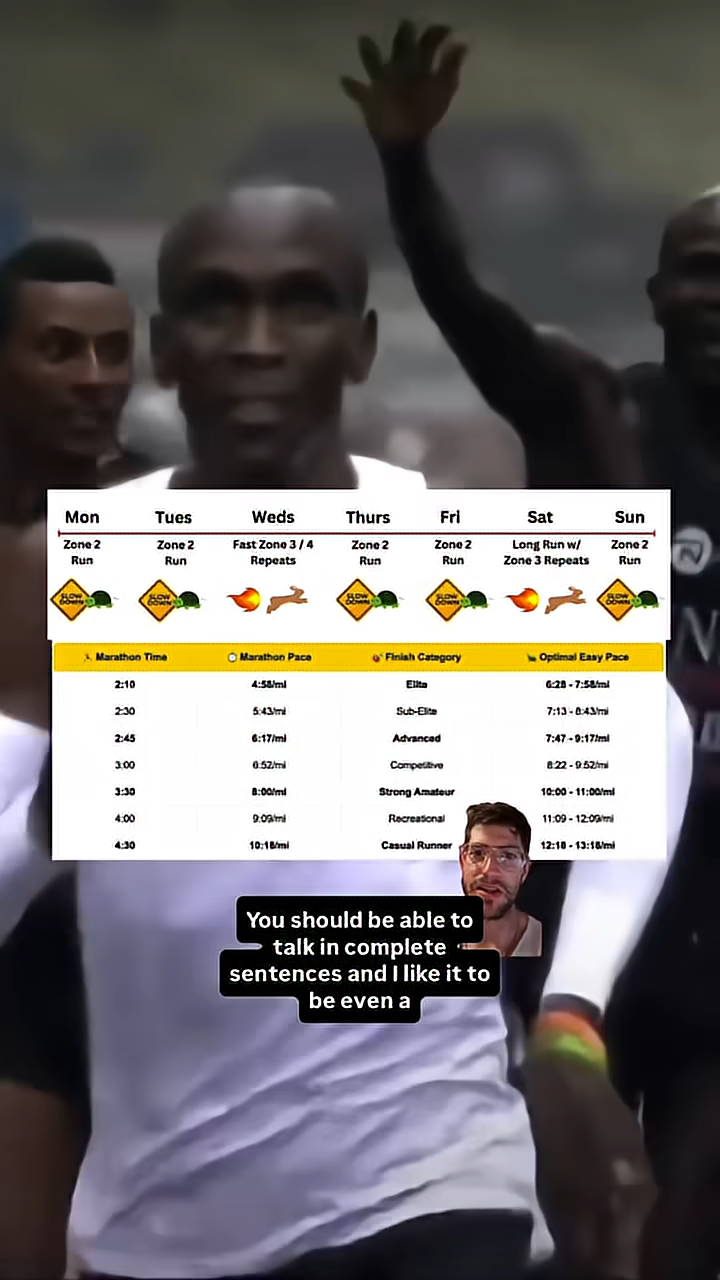 Mon Tues Weds Thurs Fri Sat Sun
Zone 2 Run Zone 2 Run Fast Zone 3 / 4 Repeats Zone 2 Run Zone 2 Run Long Run w/ Zone 3 Repeats Zone 2 Run
SLOW DOWN SLOW DOWN SLOW DOWN SLOW DOWN SLOW DOWN
Marathon Time Marathon Pace Finish Category Optimal Easy Pace
2:10 4:58/mi Elite 6:28 - 7:58/mi
2:30 5:43/mi Sub-Elite 7:13 - 8:43/mi
2:45 6:17/mi Advanced 7:47 - 9:17/mi
3:00 6:52/mi Competitive 8:22 - 9:52/mi
3:30 8:00/mi Strong Amateur 10:00 - 11:00/mi
4:00 9:09/mi Recreational 11:09 - 12:09/mi
4:30 10:18/mi Casual Runner 12:18 - 13:18/mi
You should be able to
talk in complete
sentences and I like it to
be even a